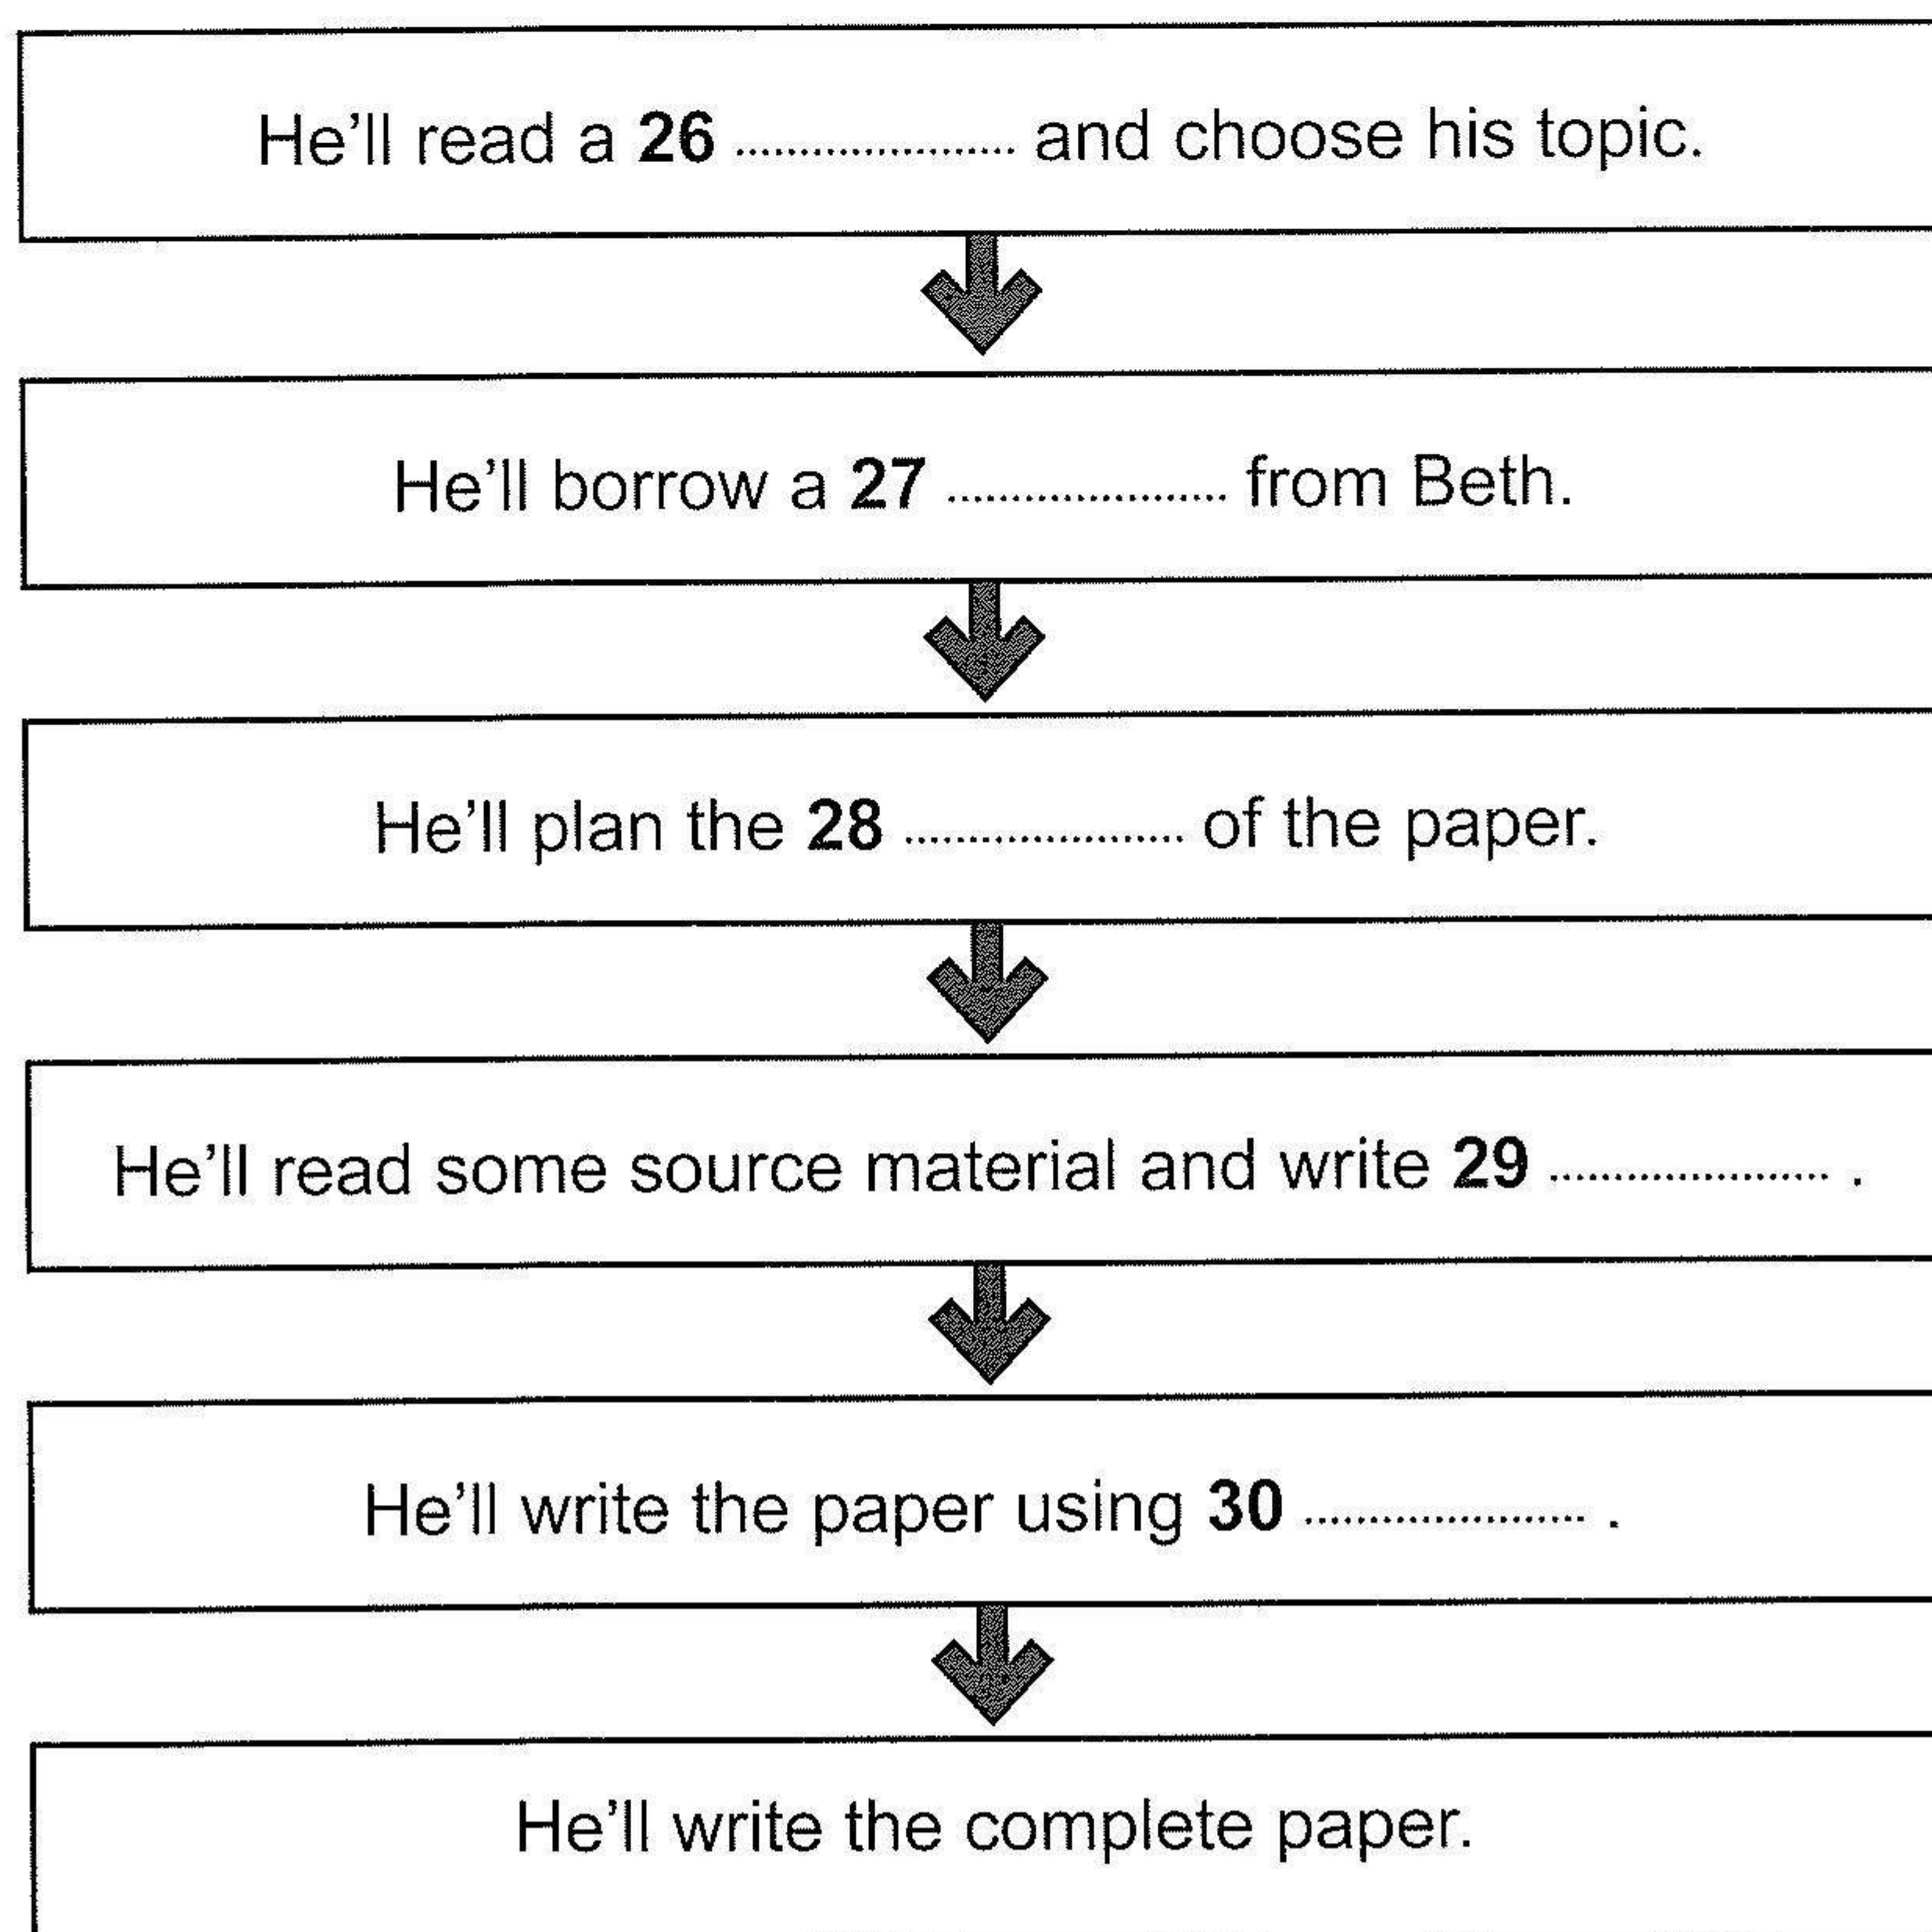 He'll read a 26 ...................... and choose his topic.
He'll borrow a 27 ...................... from Beth.
He'll plan the 28 ...................... of the paper.
He'll read some source material and write 29 ...................... .
He'll write the paper using 30 ...................... .
He'll write the complete paper.